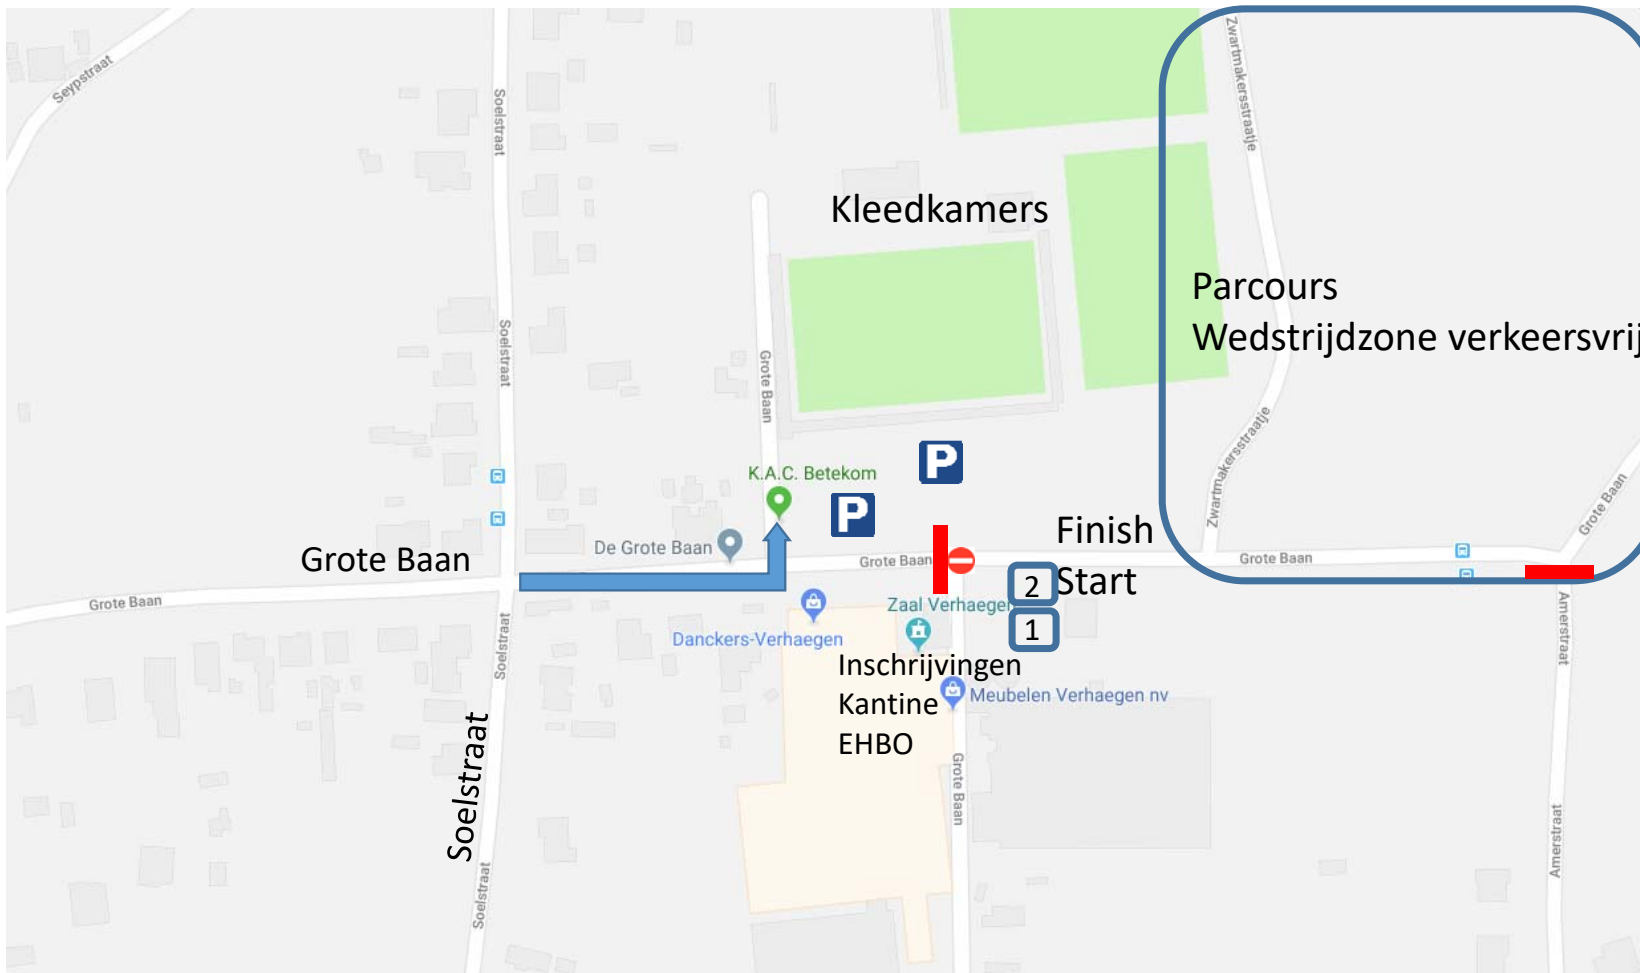 Seypstraat
Soelstraat
Zwartmakersstraatje
Kleedkamers
Parcours
Wedstrijdzone verkeersvrij
Soelstraat
Grote Baan
Zwartmakersstraatje
Grote Baan
K.A.C. Betekom
P
P
De Grote Baan
Grote Baan
Grote Baan
Finish
Grote Baan
2
Start
Grote Baan
Zaal Verhaegen
1
Danckers-Verhaegen
Soelstraat
Amerstraat
Inschrijvingen
Kantine
EHBO
Meubelen Verhaegen nv
Soelstraat
Grote Baan
Amerstraat
Soelstraat